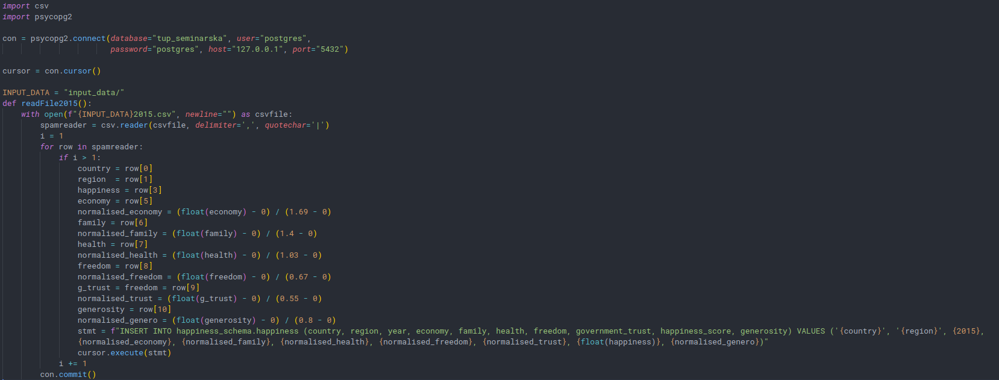 import csv
import psycopg2
con = psycopg2.connect(database="tup_seminarska", user="postgres",
password="postgres", host="127.0.0.1", port="5432")
cursor = con.cursor()
INPUT_DATA = "input_data/"
def readFile2015():
with open(f"{INPUT_DATA}2015.csv", newline="") as csvfile:
spamreader = csv.reader(csvfile, delimiter=',', quotechar='|')
i = 1
for row in spamreader:
if i > 1:
country = row[0]
region  = row[1]
happiness = row[3]
economy = row[5]
normalised_economy = (float(economy) - 0) / (1.69 - 0)
family = row[6]
normalised_family = (float(family) - 0) / (1.4 - 0)
health = row[7]
normalised_health = (float(health) - 0) / (1.03 - 0)
freedom = row[8]
normalised_freedom = (float(freedom) - 0) / (0.67 - 0)
g_trust = freedom = row[9]
normalised_trust = (float(g_trust) - 0) / (0.55 - 0)
generosity = row[10]
normalised_genero = (float(generosity) - 0) / (0.8 - 0)
stmt = f"INSERT INTO happiness_schema.happiness (country, region, year, economy, family, health, freedom, government_trust, happiness_score, generosity) VALUES ('{country}', '{region}', {2015},
{normalised_economy}, {normalised_family}, {normalised_health}, {normalised_freedom}, {normalised_trust}, {float(happiness)}, {normalised_genero})"
cursor.execute(stmt)
i += 1
con.commit()